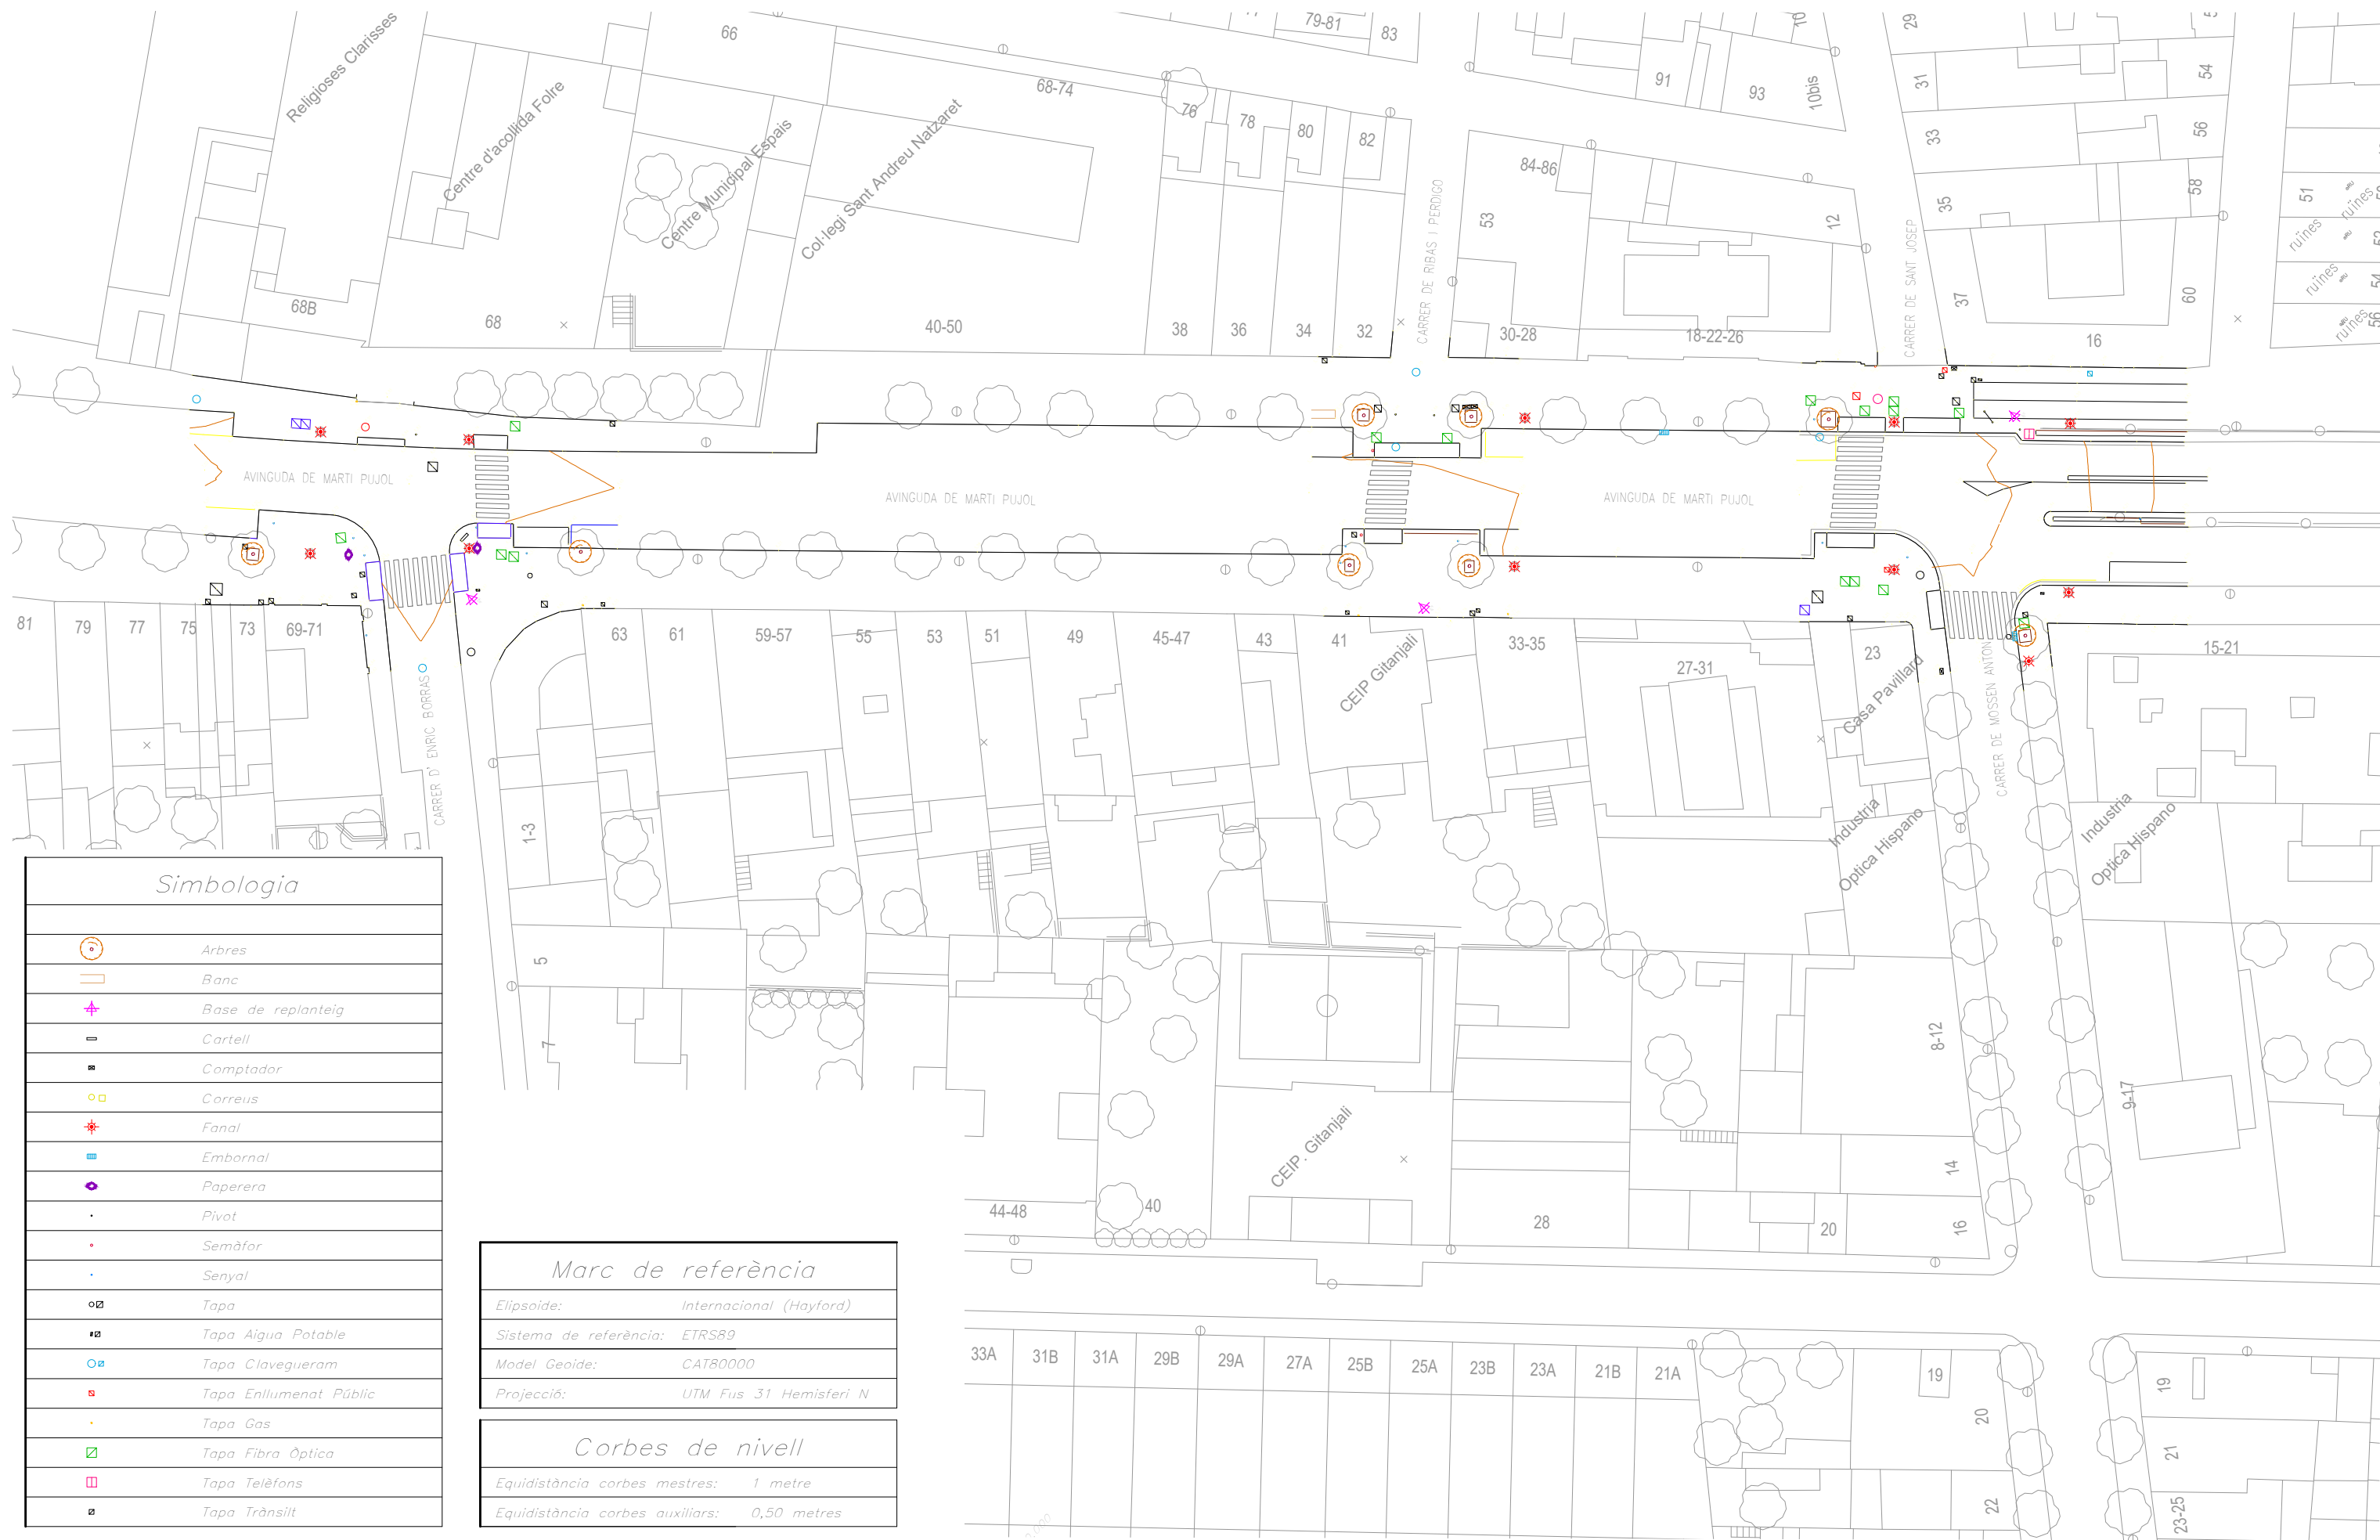 Religioses Clarisses
Centre d'acollida Folre
66
Centre Municipal Espais
Col·legi Sant Andreu Natzaret
68-74
79-81
83
76
78
80
82
91
93
10bis
84-86
53
12
29
31
33
35
37
54
56
58
60
51
ruïnes
ruïnes
ruïnes
ruïnes
52
54
56
68B
68
40-50
38
36
34
32
30-28
18-22-26
16
CARRER DE RIBAS I PERDIGO
CARRER DE SANT JOSEP
AVINGUDA DE MARTI PUJOL
AVINGUDA DE MARTI PUJOL
AVINGUDA DE MARTI PUJOL
81
79
77
75
73
69-71
63
61
59-57
55
53
51
49
45-47
43
41
CEIP Gitanjali
33-35
27-31
23
Casa Pavillard
15-21
CARRER D' ENRIC BORRAS
CARRER DE MOSSEN ANTON
Industria
Optica Hispano
Industria
Optica Hispano
1-3
5
7
8-12
9-17
14
16
CEIP. Gitanjali
44-48
40
28
20
33A
31B
31A
29B
29A
27A
25B
25A
23B
23A
21B
21A
19
20
22
19
21
23-25
Simbologia
Arbres
Banc
Base de replanteig
Cartell
Comptador
Correus
Fanal
Embornal
Paperera
Pivot
Semàfor
Senyal
Tapa
Tapa Aigua Potable
Tapa Clavegueram
Tapa Enllumenat Públic
Tapa Gas
Tapa Fibra Òptica
Tapa Telèfons
Tapa Trànsilt
Marc de referència
Elipsoide: Internacional (Hayford)
Sistema de referència: ETRS89
Model Geoide: CAT80000
Projecció: UTM Fus 31 Hemisferi N
Corbes de nivell
Equidistància corbes mestres: 1 metre
Equidistància corbes auxiliars: 0,50 metres